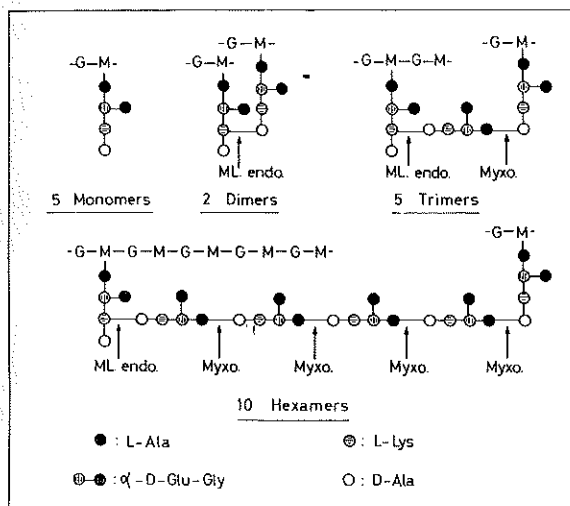 -G-M-
-G-M-
-G-M-
-G-M-G-M-
-G-M-
ML. endo.
ML. endo.
Myxo.
5 Monomers
2 Dimers
5 Trimers
-G-M-G-M-G-M-G-M-G-M-
-G-M-
ML. endo.
Myxo.
Myxo.
Myxo.
Myxo.
10 Hexamers
: L-Ala
: L-Lys
: α-D-Glu-Gly
: D-Ala